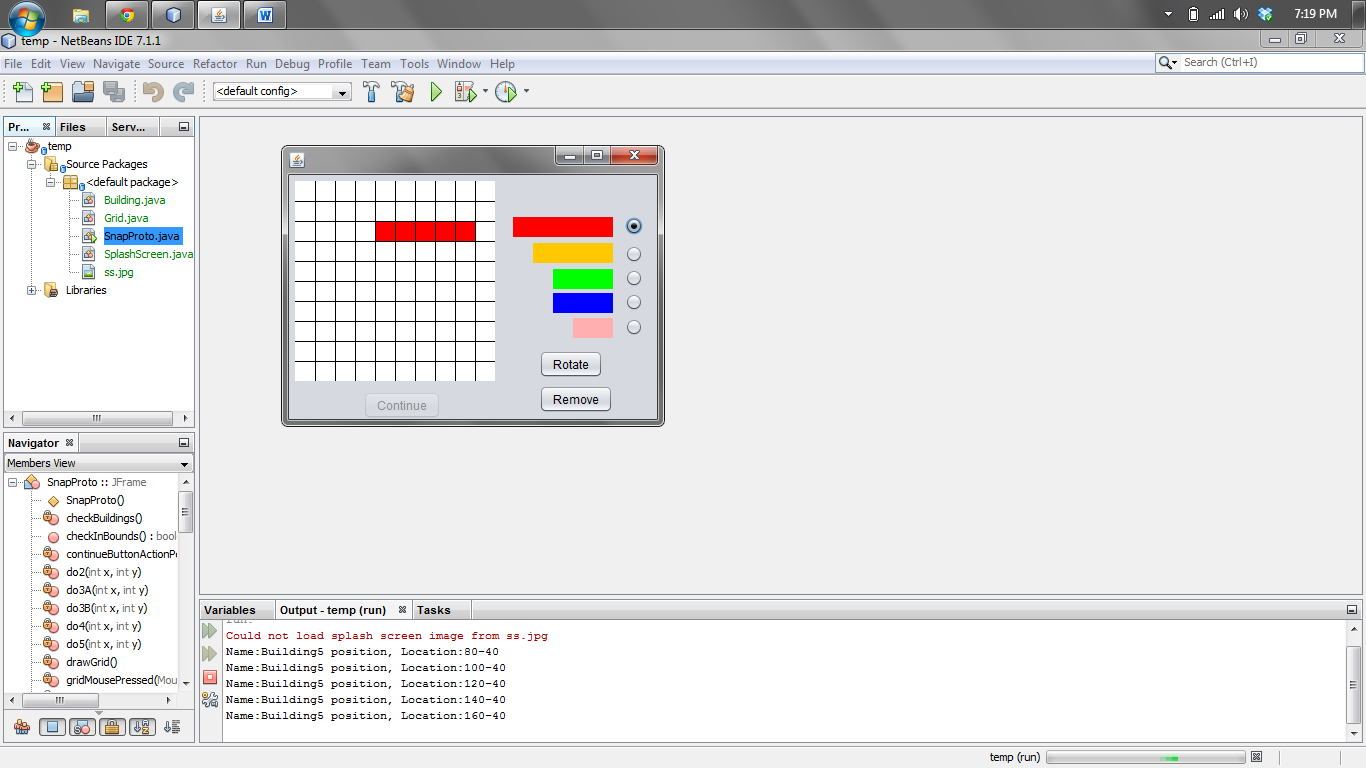 7:19 PM
temp - NetBeans IDE 7.1.1
File Edit View Navigate Source Refactor Run Debug Profile Team Tools Window Help
Search (Ctrl+I)
<default config>
Pr... Files Serv...
temp
Source Packages
<default package>
Building.java
Grid.java
SnapProto.java
SplashScreen.java
ss.jpg
Libraries
Rotate
Remove
Continue
Navigator
Members View
SnapProto :: JFrame
SnapProto()
checkBuildings()
checkInBounds() : bool
continueButtonActionPe
do2(int x, int y)
do3A(int x, int y)
do3B(int x, int y)
do4(int x, int y)
do5(int x, int y)
drawGrid()
gridMousePressed(Mou
Variables Output - temp (run) Tasks
run:
Could not load splash screen image from ss.jpg
Name:Building5 position, Location:80-40
Name:Building5 position, Location:100-40
Name:Building5 position, Location:120-40
Name:Building5 position, Location:140-40
Name:Building5 position, Location:160-40
temp (run)